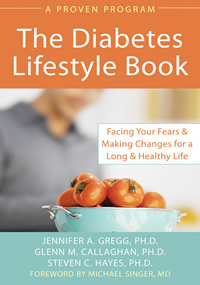 A PROVEN PROGRAM
The Diabetes
Lifestyle Book
Facing Your Fears &
Making Changes for a
Long & Healthy Life
JENNIFER A. GREGG, PH.D.
GLENN M. CALLAGHAN, PH.D.
STEVEN C. HAYES, PH.D.
FOREWORD BY MICHAEL SINGER, MD